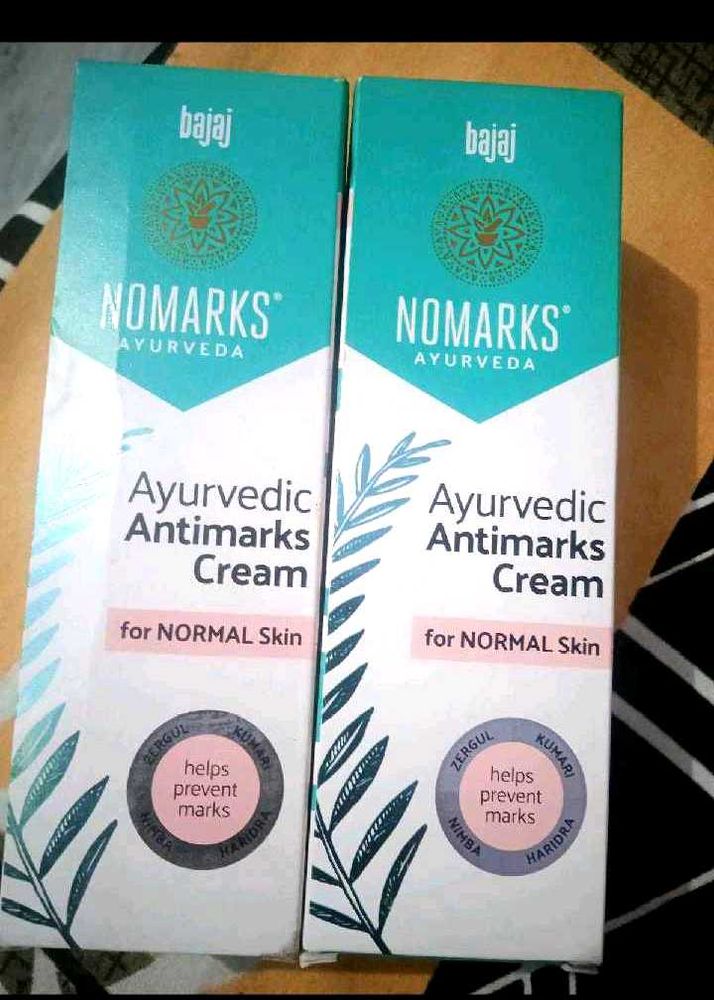 bajaj
NOMARKS®
AYURVEDA
Ayurvedic
Antimarks
Cream
for NORMAL Skin
ZERGUL KUMARI
helps
prevent
marks
NIMBA HARIDRA
bajaj
NOMARKS®
AYURVEDA
Ayurvedic
Antimarks
Cream
for NORMAL Skin
ZERGUL KUMARI
helps
prevent
marks
NIMBA HARIDRA